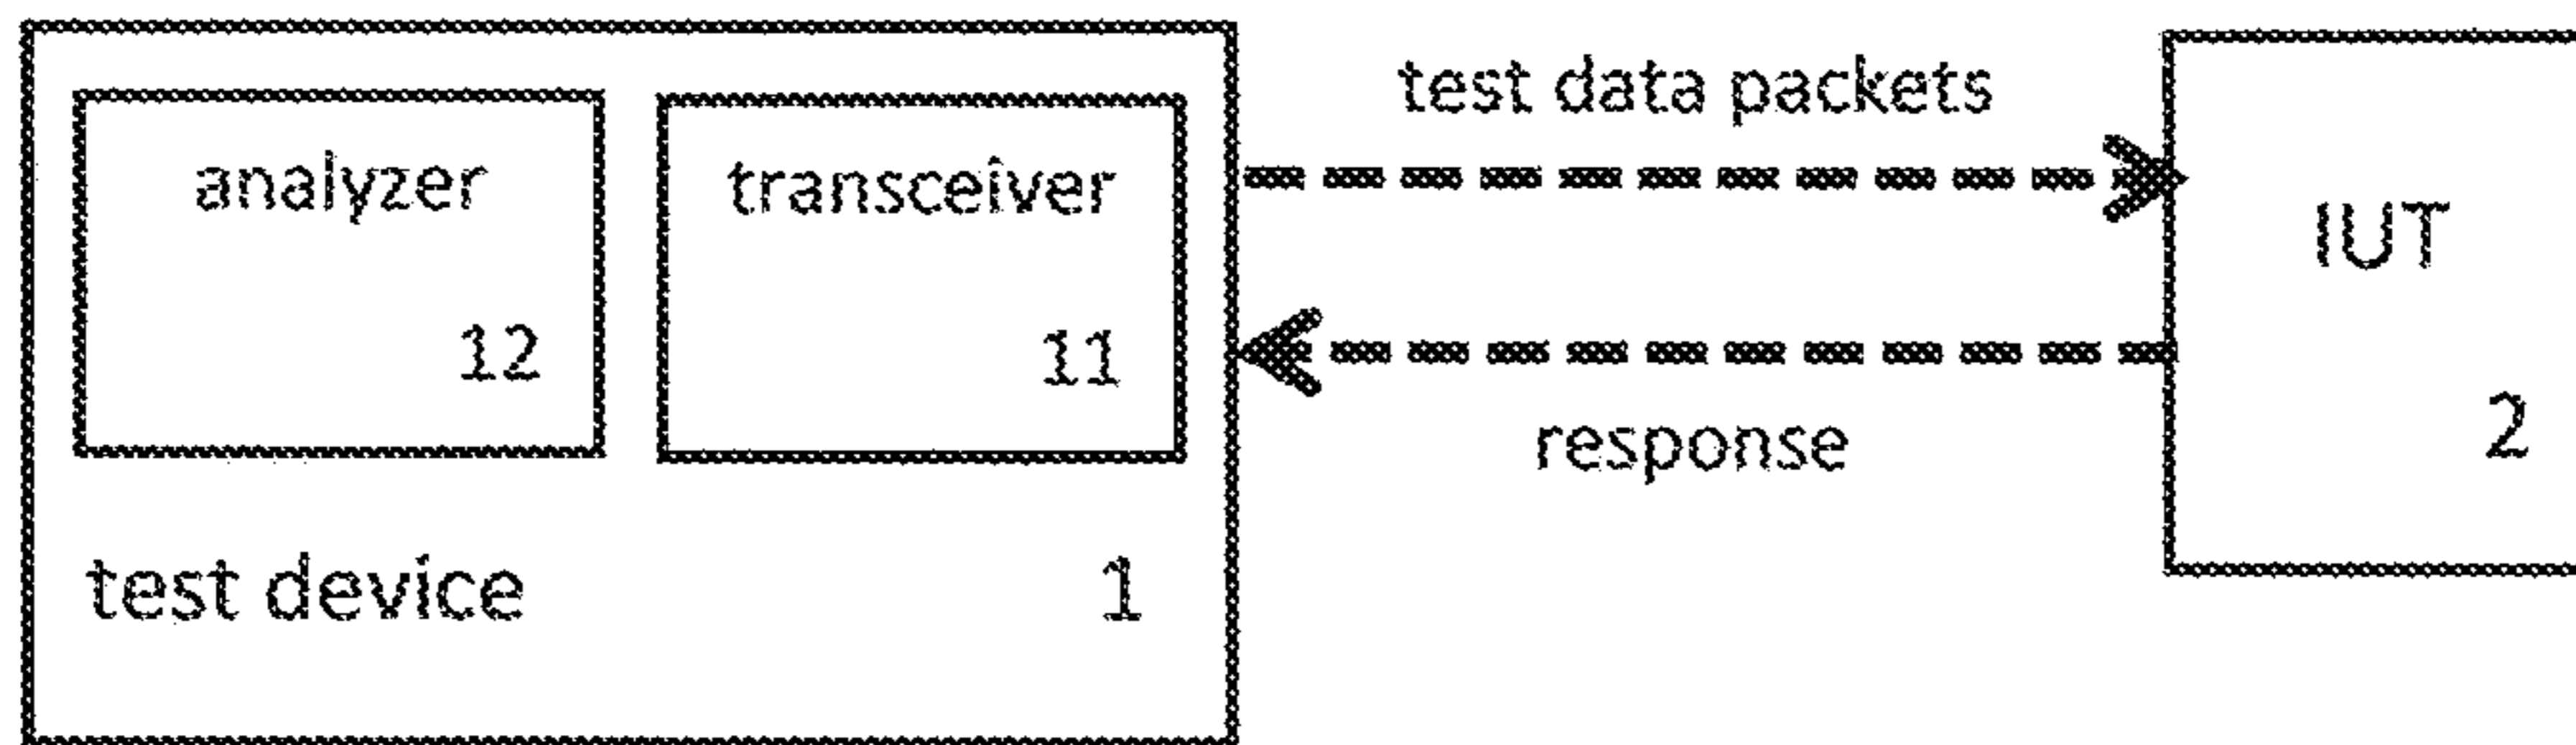 analyzer
12
transceiver
11
test device
1
test data packets
response
IUT
2